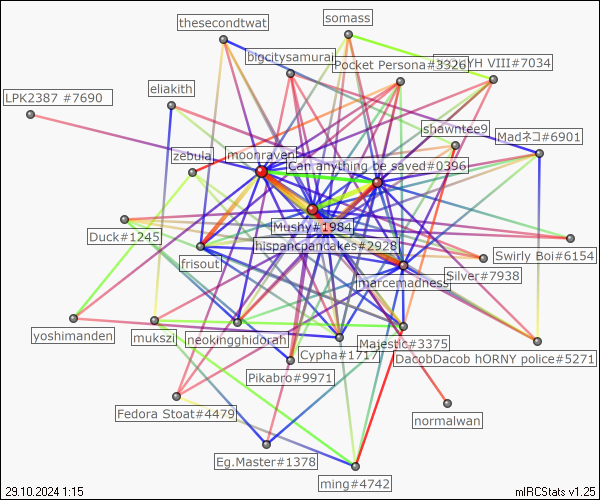 thesecondtwat
somass
bigcitysamurai
Pocket Persona#3326
YH VIII#7034
eliakith
LPK2387 #7690
shawntee9
Madネコ#6901
zebula
moonraven
Can anything be saved#0396
Mushy#1984
Duck#1245
hispancpancakes#2928
frisout
Swirly Boi#6154
Silver#7938
marcemadness
yoshimanden
mukszi
neokingghidorah
Majestic#3375
Cypha#1717
DacobDacob hORNY police#5271
Pikabro#9971
Fedora Stoat#4479
normalwan
Eg.Master#1378
ming#4742
29.10.2024 1:15
mIRCStats v1.25